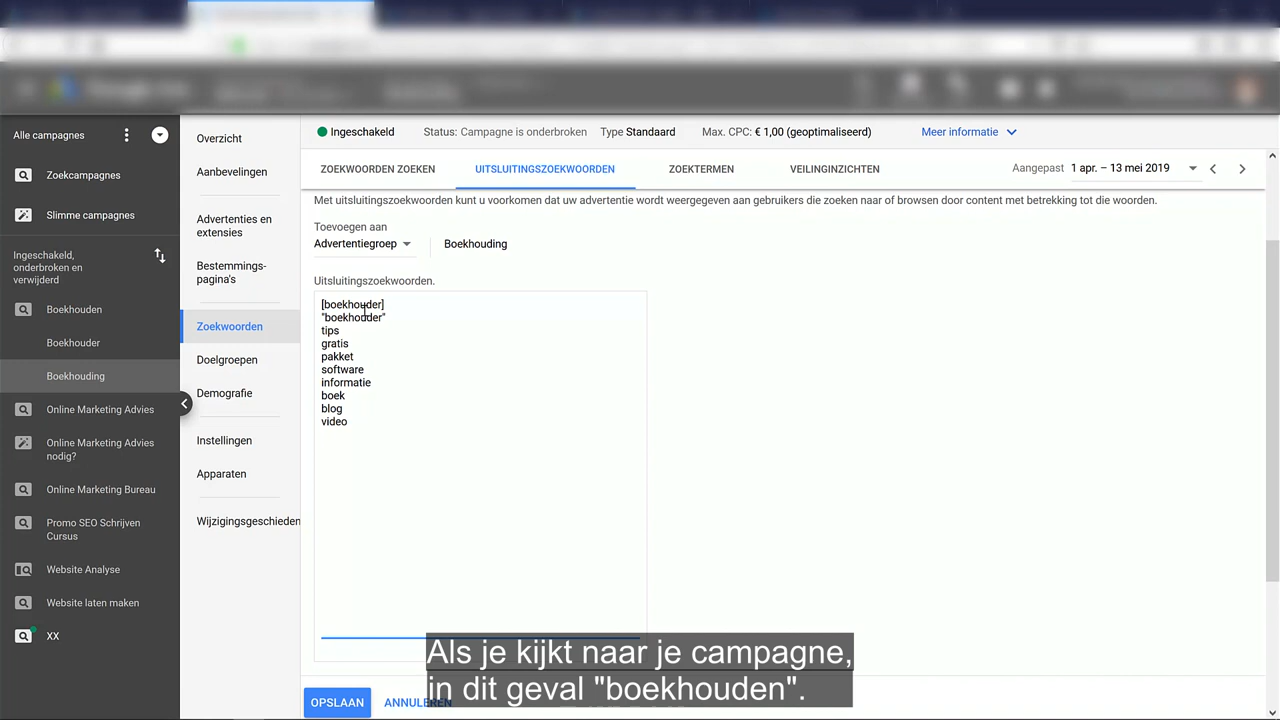 Alle campagnes
Zoekcampagnes
Slimme campagnes
Ingeschakeld,
onderbroken en
verwijderd
Boekhouden
Boekhouder
Boekhouding
Online Marketing Advies
Online Marketing Advies
nodig?
Online Marketing Bureau
Promo SEO Schrijven
Cursus
Website Analyse
Website laten maken
XX
Overzicht
Aanbevelingen
Advertenties en
extensies
Bestemmings-
pagina's
Zoekwoorden
Doelgroepen
Demografie
Instellingen
Apparaten
Wijzigingsgeschieden
Ingeschakeld Status: Campagne is onderbroken Type Standaard Max. CPC: € 1,00 (geoptimaliseerd) Meer informatie
ZOEKWOORDEN ZOEKEN UITSLUITINGSZOEKWOORDEN ZOEKTERMEN VEILINGINZICHTEN Aangepast 1 apr. – 13 mei 2019
Met uitsluitingszoekwoorden kunt u voorkomen dat uw advertentie wordt weergegeven aan gebruikers die zoeken naar of browsen door content met betrekking tot die woorden.
Toevoegen aan
Advertentiegroep Boekhouding
Uitsluitingszoekwoorden.
[boekhouder]
"boekhouder"
tips
gratis
pakket
software
informatie
boek
blog
video
OPSLAAN ANNULEREN
Als je kijkt naar je campagne,
in dit geval "boekhouden".